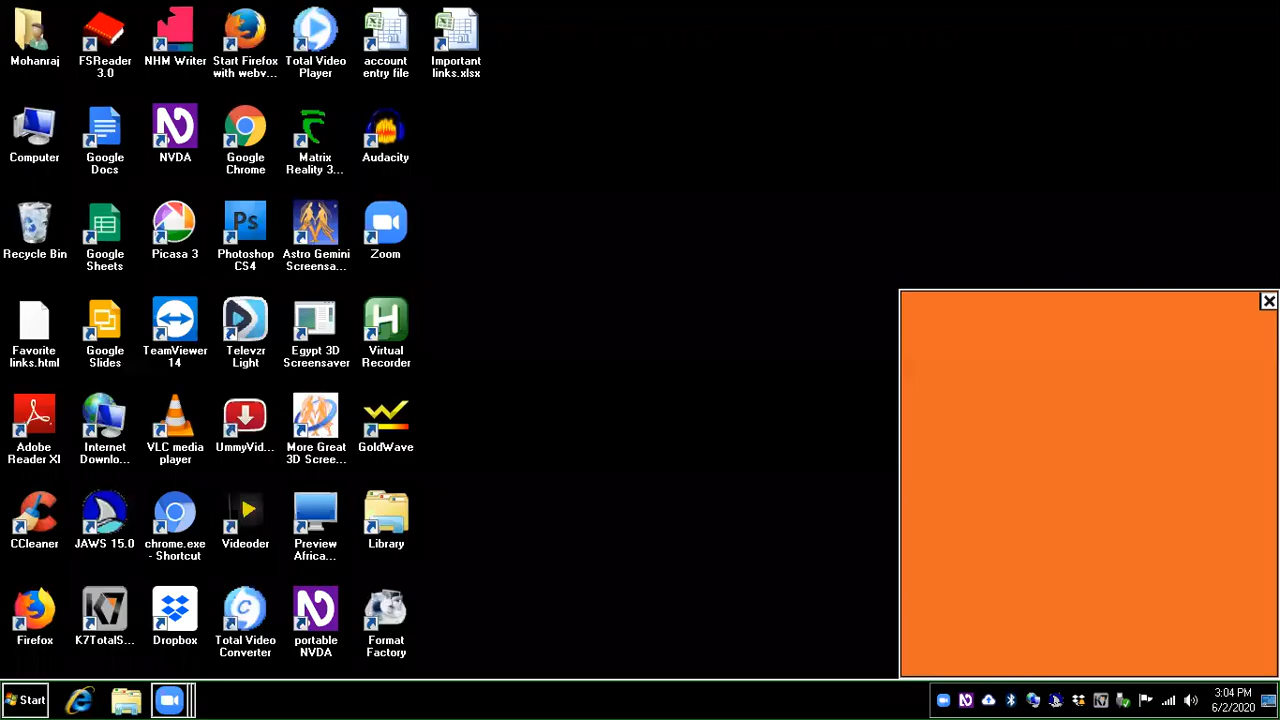 Mohanraj
FSReader
3.0
NHM Writer
Start Firefox
with webv...
Total Video
Player
account
entry file
Important
links.xlsx
Computer
Google
Docs
NVDA
Google
Chrome
Matrix
Reality 3...
Audacity
Recycle Bin
Google
Sheets
Picasa 3
Ps
Photoshop
CS4
Astro Gemini
Screensa...
Zoom
Favorite
links.html
Google
Slides
TeamViewer
14
Televzr
Light
Egypt 3D
Screensaver
H
Virtual
Recorder
Adobe
Reader XI
Internet
Downlo...
VLC media
player
UmmyVid...
More Great
3D Scree...
GoldWave
CCleaner
JAWS 15.0
chrome.exe
- Shortcut
Videoder
Preview
Africa...
Library
Firefox
K7
K7TotalS...
Dropbox
Total Video
Converter
portable
NVDA
Format
Factory
Start
3:04 PM
6/2/2020